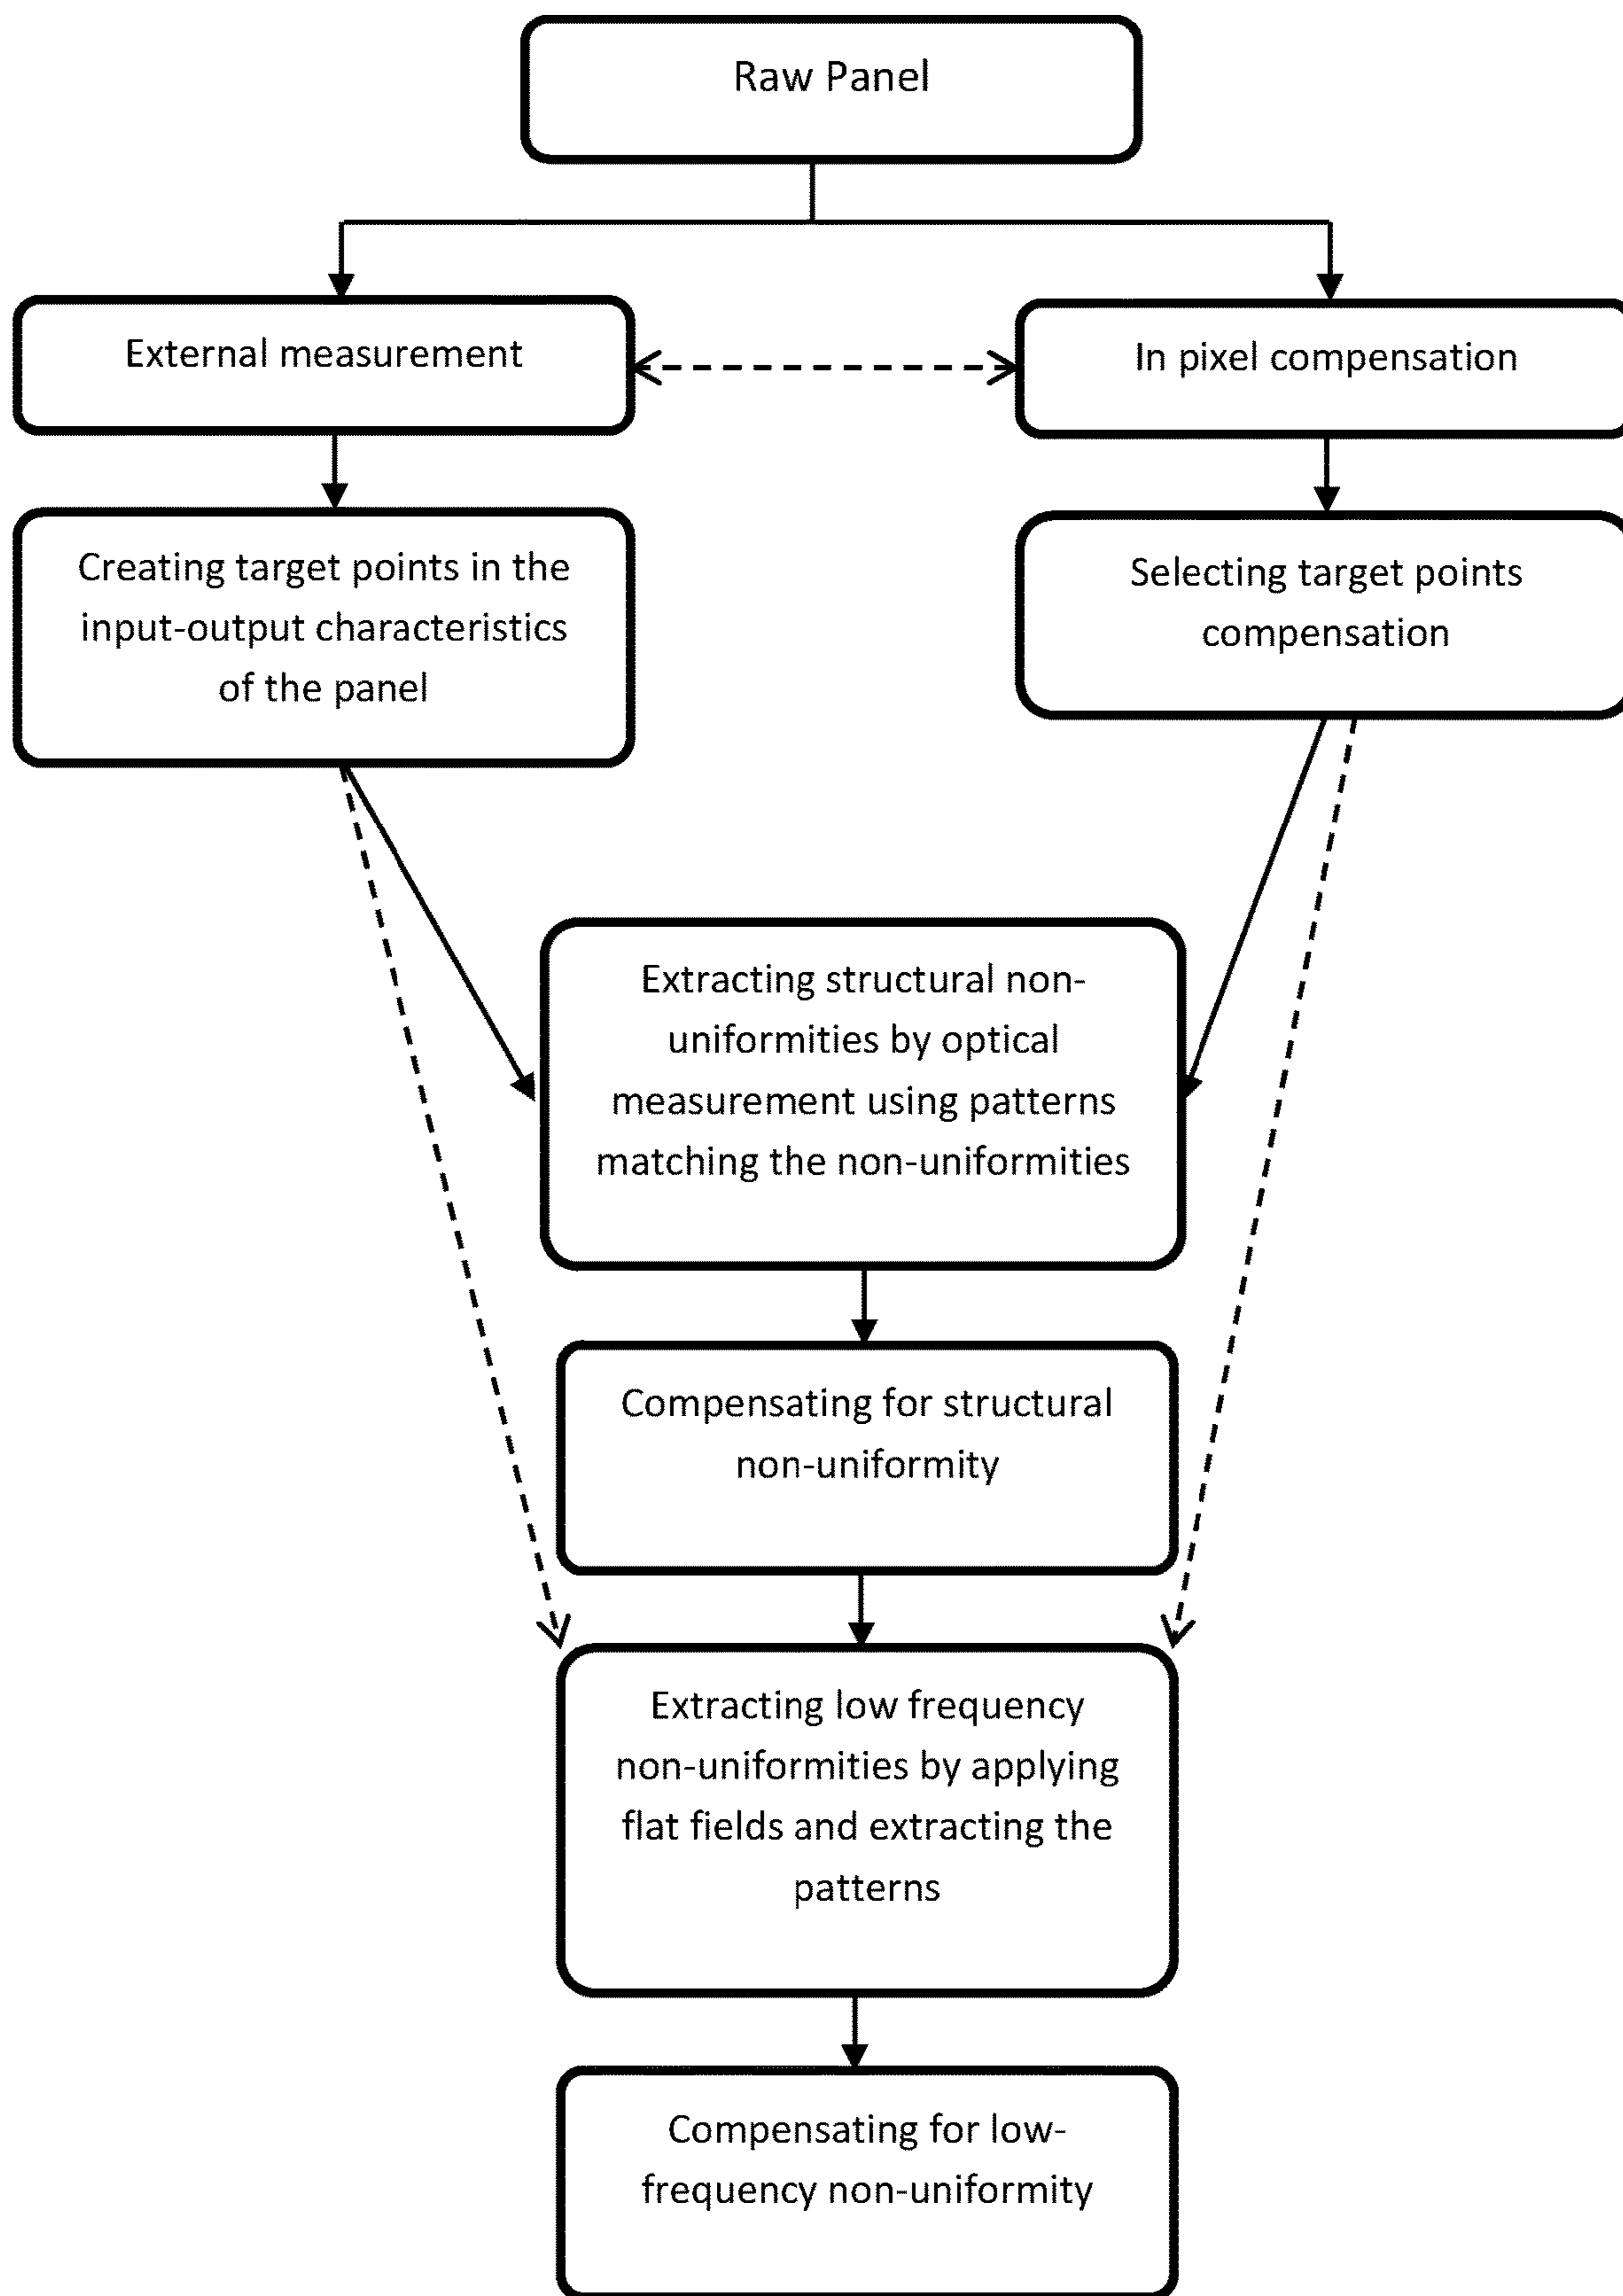 Raw Panel
External measurement
In pixel compensation
Creating target points in the
input-output characteristics
of the panel
Selecting target points
compensation
Extracting structural non-
uniformities by optical
measurement using patterns
matching the non-uniformities
Compensating for structural
non-uniformity
Extracting low frequency
non-uniformities by applying
flat fields and extracting the
patterns
Compensating for low-
frequency non-uniformity